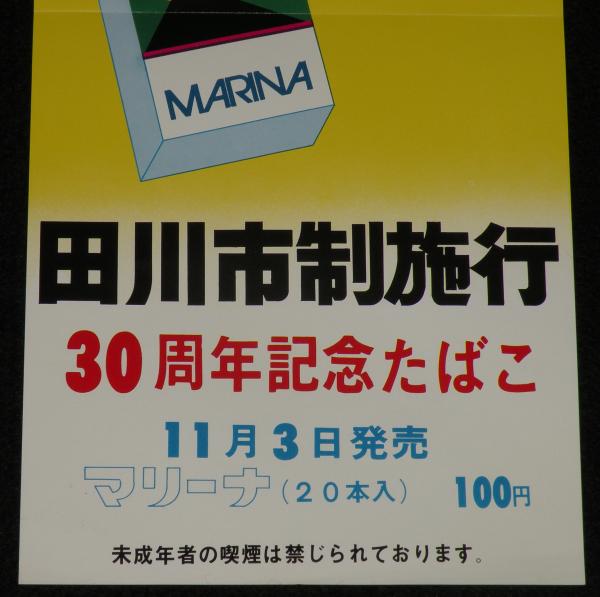 MARINA
田川市制施行
30周年記念たばこ
11月3日発売
マリーナ(20本入) 100円
未成年者の喫煙は禁じられております。